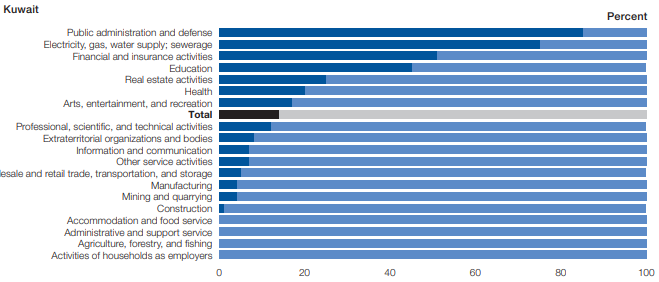 Kuwait
Percent
Public administration and defense
Electricity, gas, water supply; sewerage
Financial and insurance activities
Education
Real estate activities
Health
Arts, entertainment, and recreation
Total
Professional, scientific, and technical activities
Extraterritorial organizations and bodies
Information and communication
Other service activities
and retail trade, transportation, and storage
Manufacturing
Mining and quarrying
Construction
Accommodation and food service
Administrative and support service
Agriculture, forestry, and fishing
Activities of households as employers
0 20 40 60 80 100